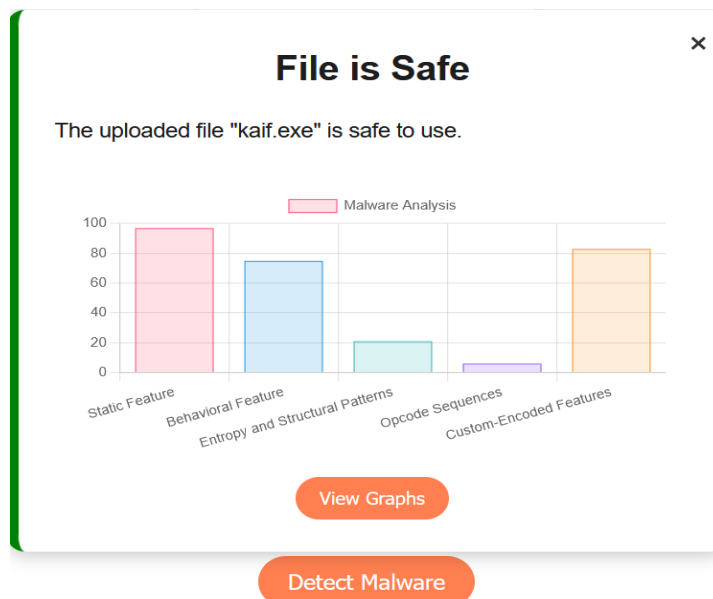 ×
File is Safe
The uploaded file "kaif.exe" is safe to use.
Malware Analysis
100
80
60
40
20
0
Static Feature
Behavioral Feature
Entropy and Structural Patterns
Opcode Sequences
Custom-Encoded Features
View Graphs
Detect Malware